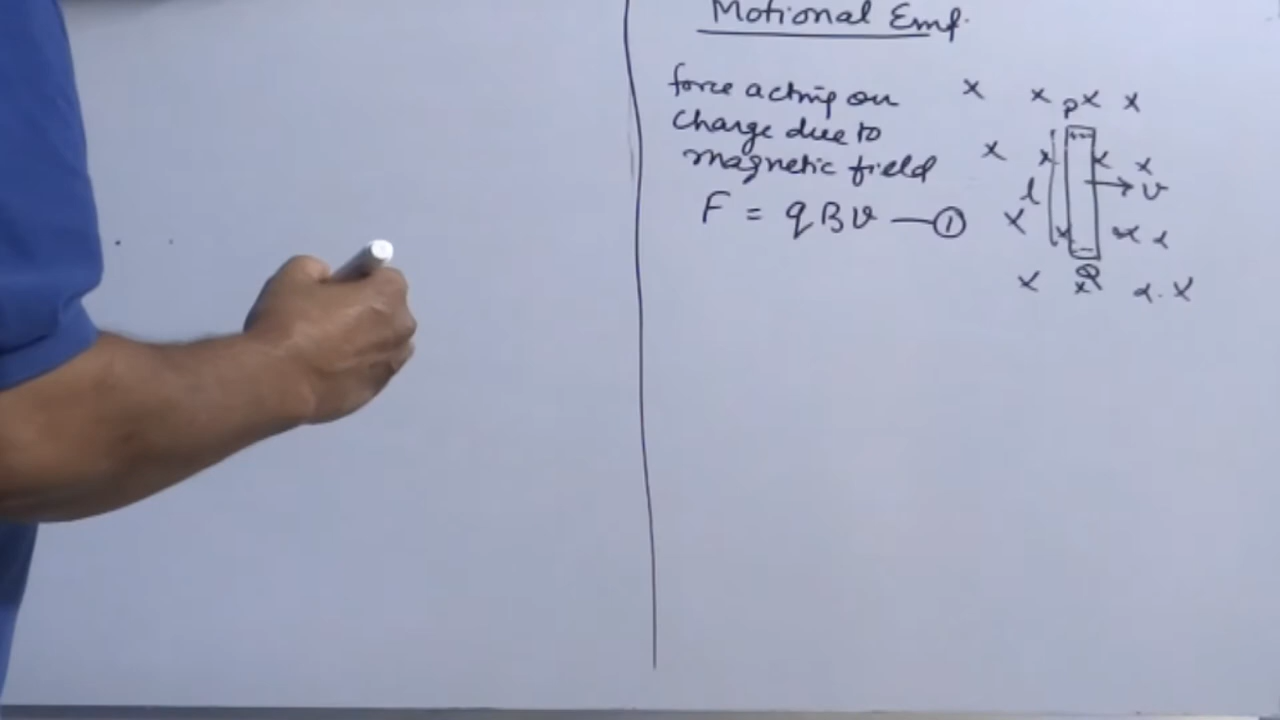 Motional Emf.
force acting on
charge due to
magnetic field
F = qBv — ①
x x x x
P
x x x x
l v
x x x x
Q
x x x x